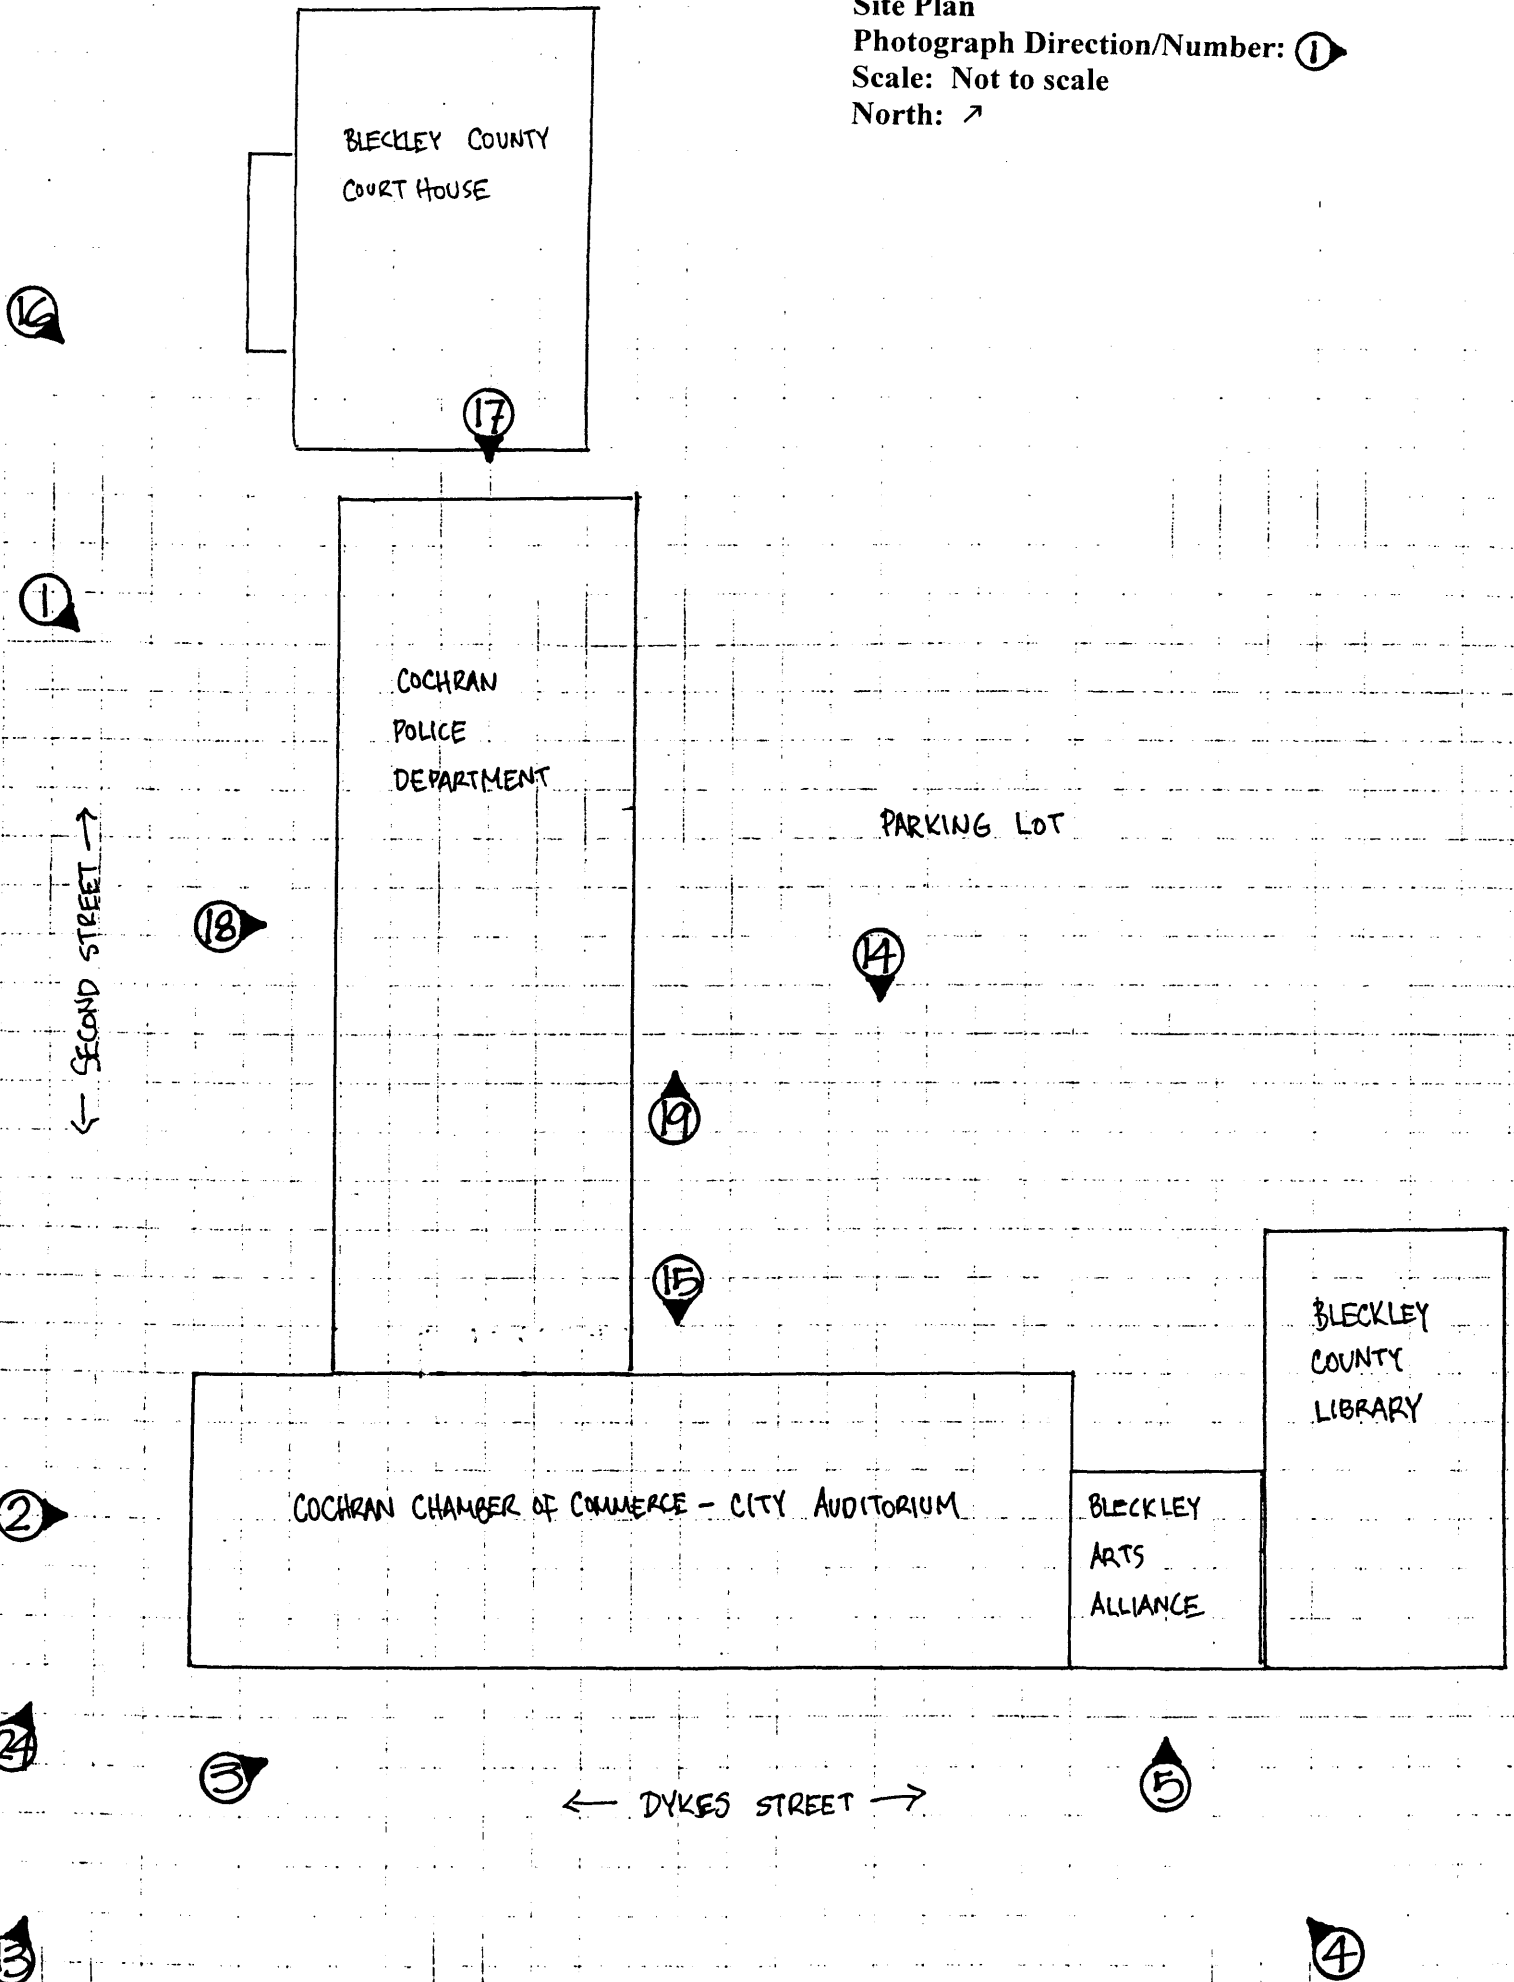 Site Plan
Photograph Direction/Number: 1
Scale: Not to scale
North: ↗
BLECKLEY COUNTY
COURT HOUSE
16
17
1
COCHRAN
POLICE
DEPARTMENT
PARKING LOT
← SECOND STREET →
18
14
19
15
BLECKLEY
COUNTY
LIBRARY
COCHRAN CHAMBER OF COMMERCE - CITY AUDITORIUM
2
BLECKLEY
ARTS
ALLIANCE
24
3
← DYKES STREET →
5
13
4